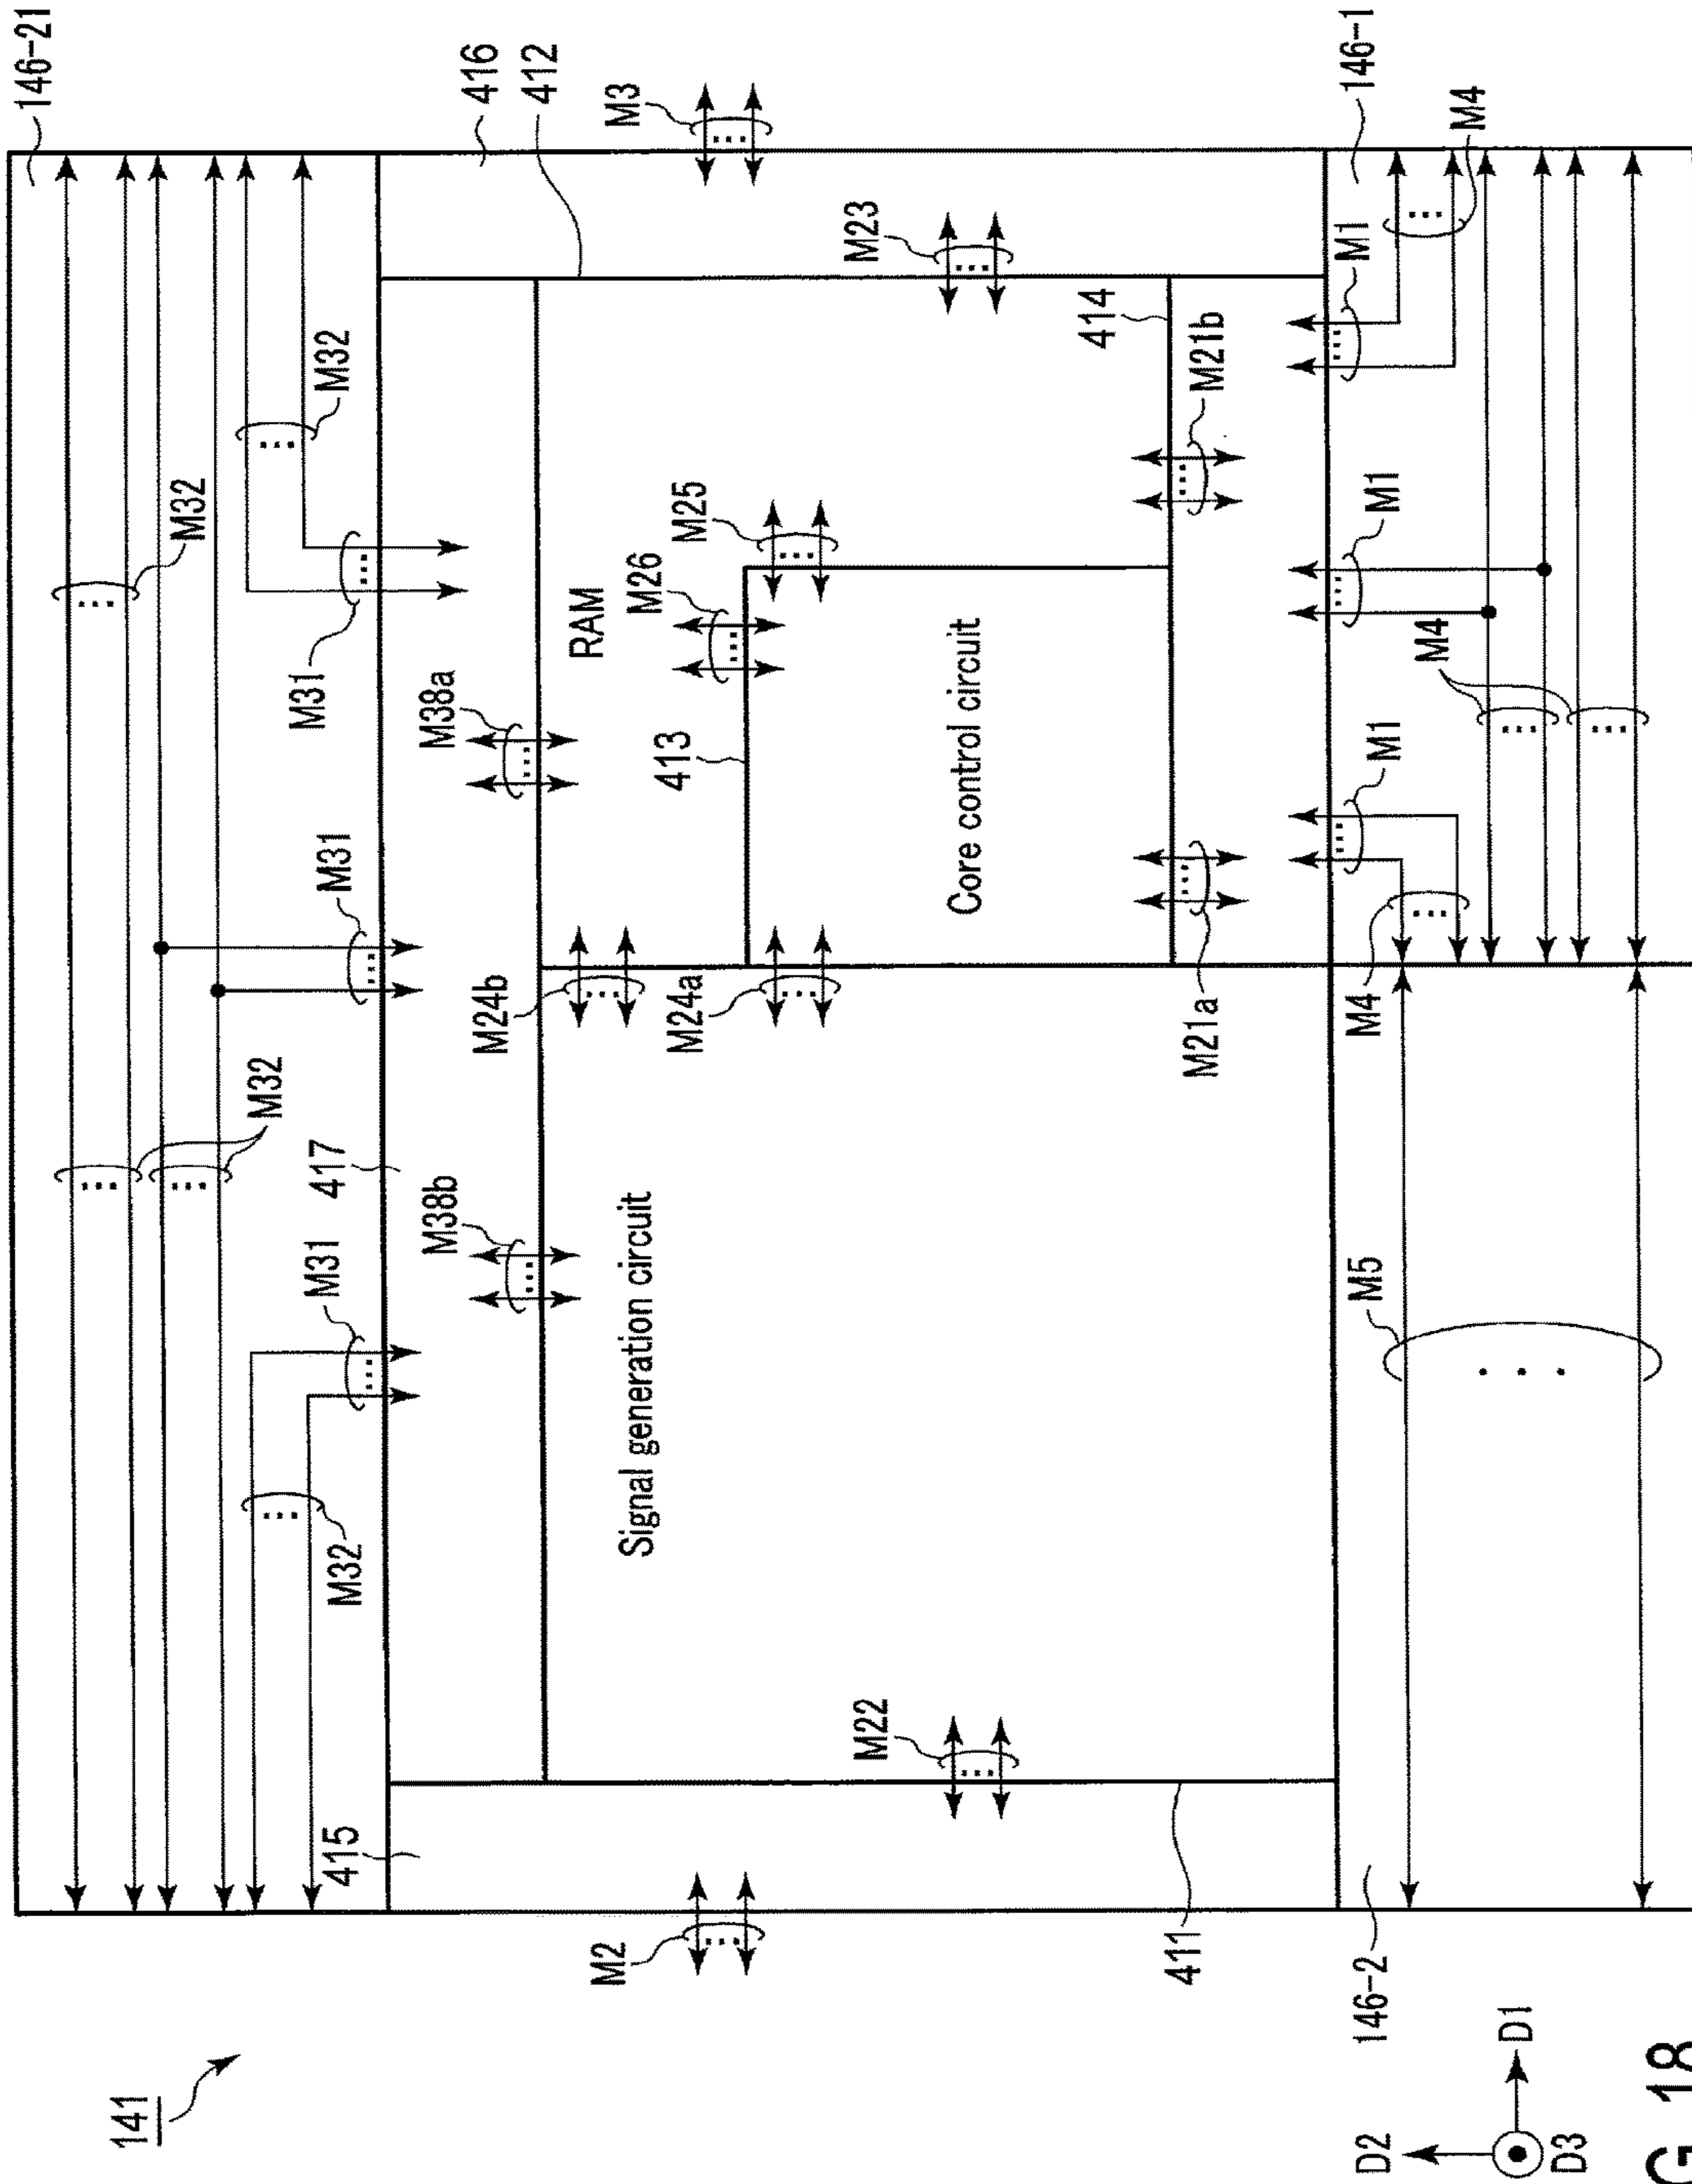 146-21
416
412
M3
M32
M23
M32
M31
M38a
RAM
M26
M25
413
Core control circuit
414
M21b
M1
M4
146-1
M1
M4
M1
M31
M24b
M24a
M21a
M4
M32
417
M31
M38b
Signal generation circuit
M5
M32
415
M22
M2
411
146-2
141
D2
D1
D3
G. 18